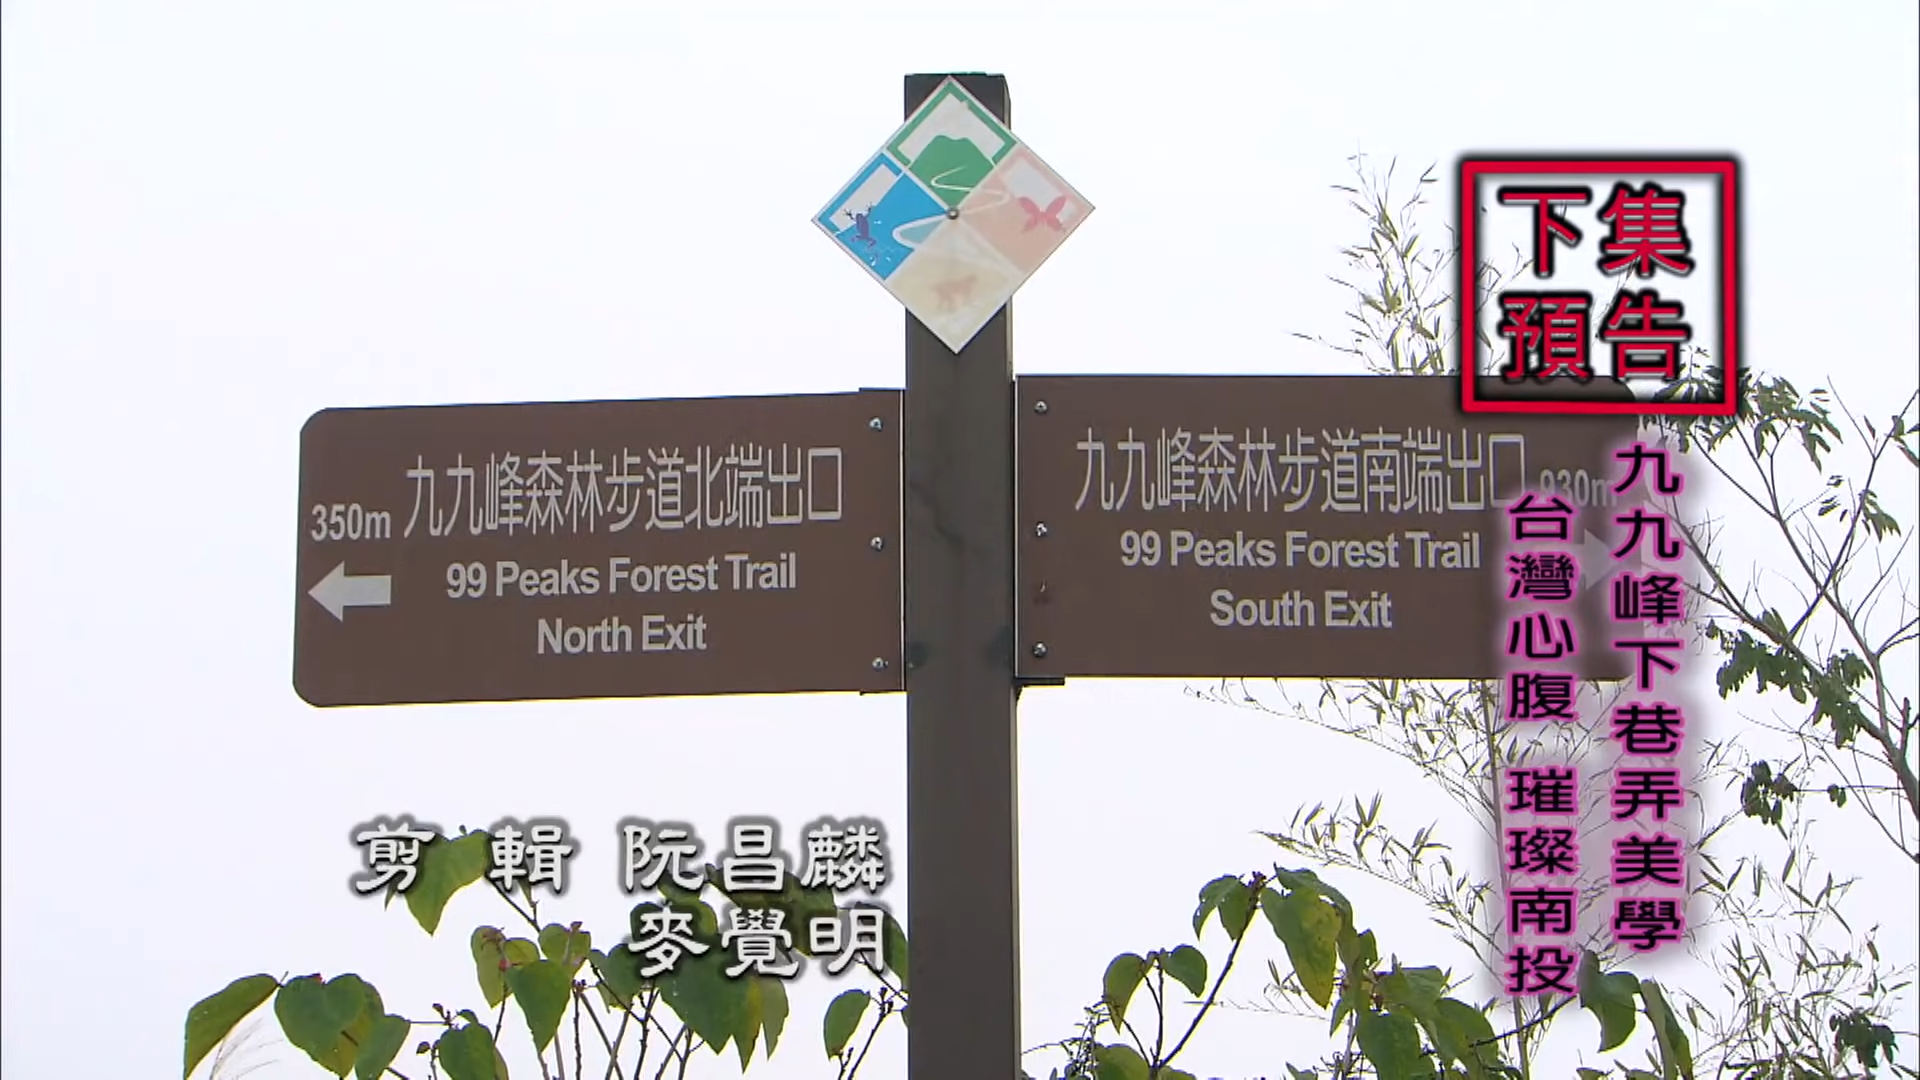 下集
預告
九九峰下巷弄美學
台灣心腹 璀璨南投
350m 九九峰森林步道北端出口
99 Peaks Forest Trail
North Exit
九九峰森林步道南端出口 930m
99 Peaks Forest Trail
South Exit
剪 輯 阮昌麟
麥覺明